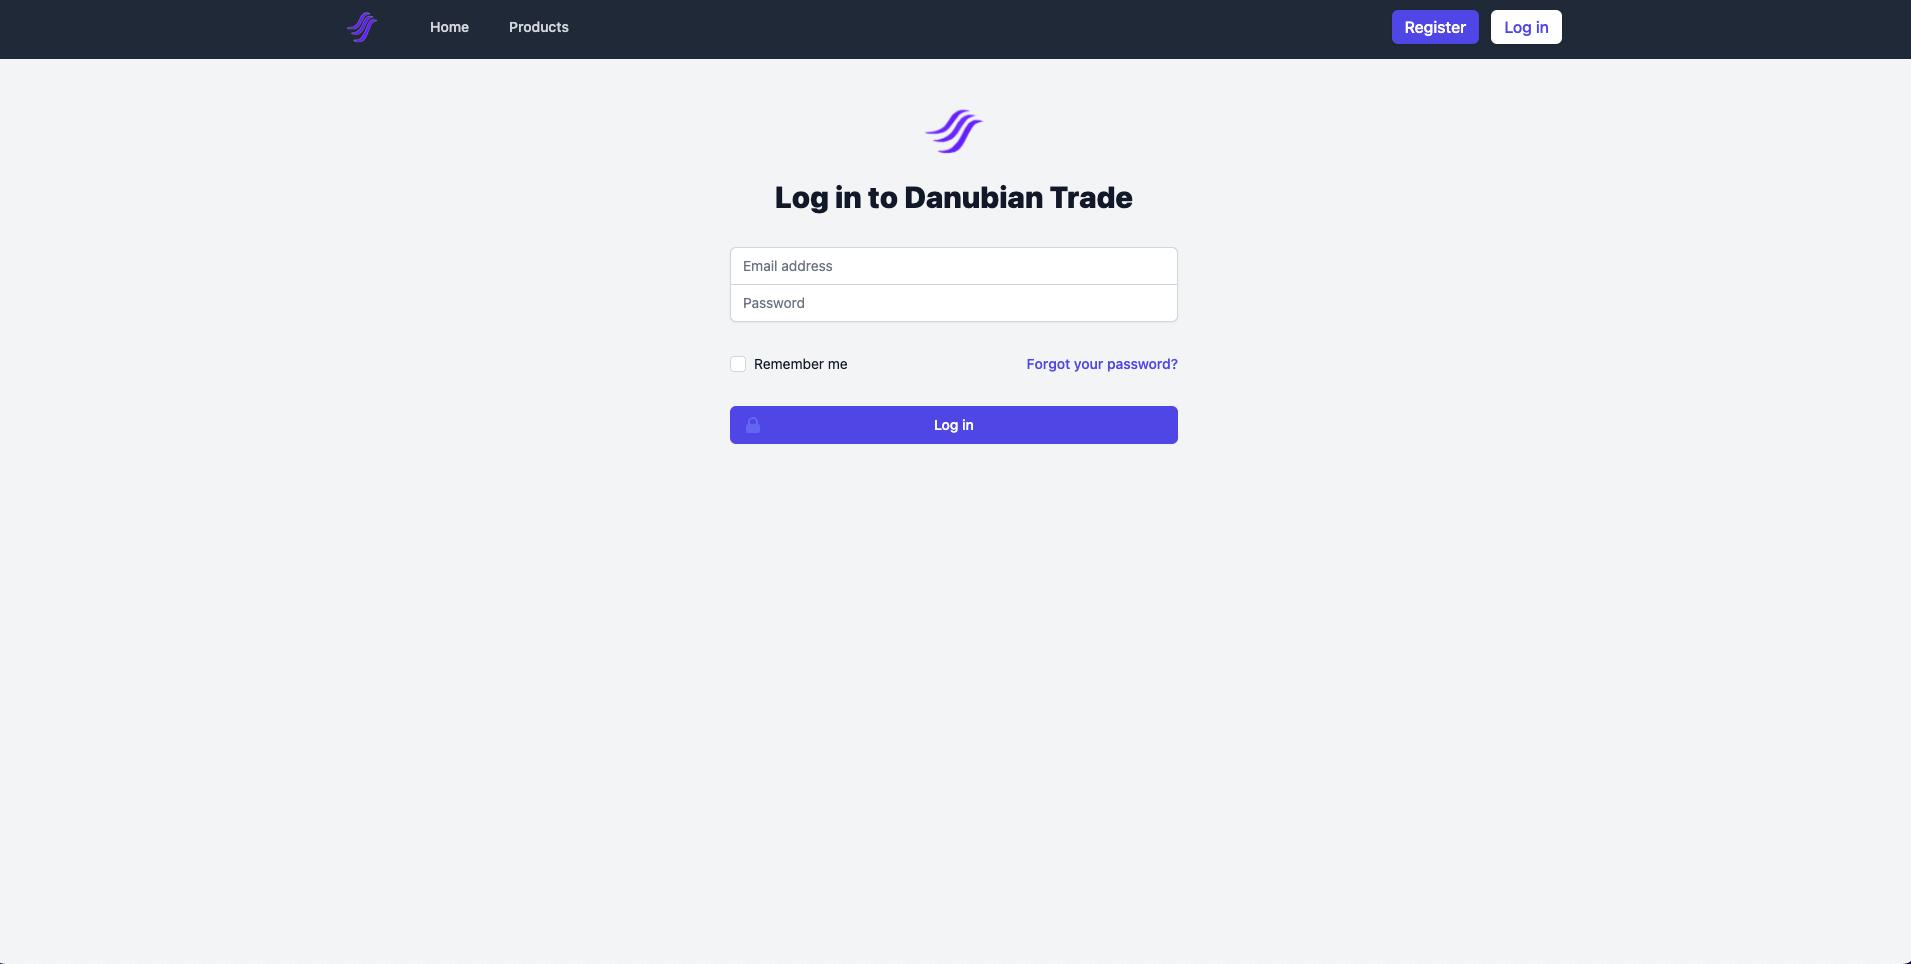 Home Products Register Log in
Log in to Danubian Trade
Email address
Password
Remember me Forgot your password?
Log in